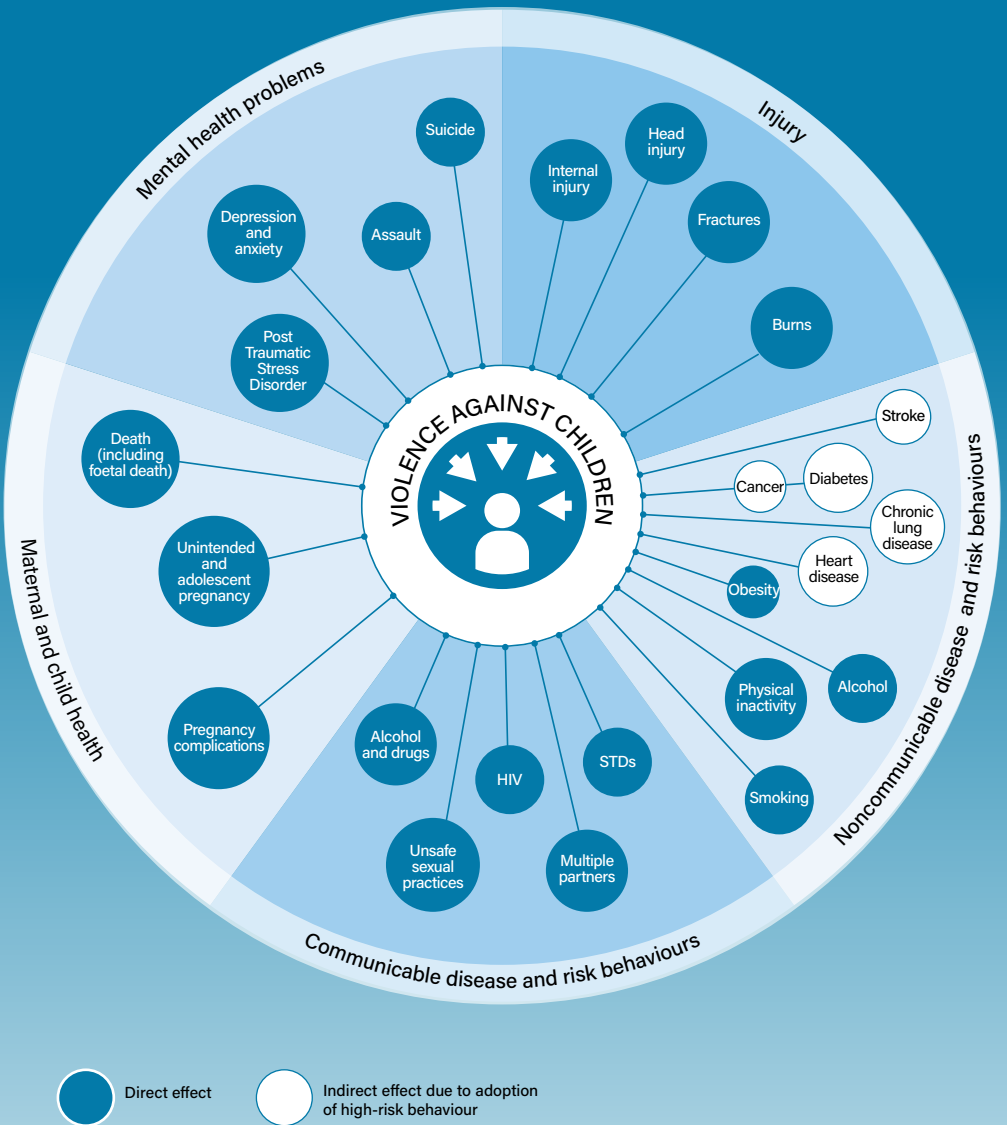 Mental health problems
Suicide
Assault
Depression
and
anxiety
Post
Traumatic
Stress
Disorder
Injury
Internal
injury
Head
injury
Fractures
Burns
VIOLENCE AGAINST CHILDREN
Noncommunicable disease and risk behaviours
Stroke
Cancer
Diabetes
Chronic
lung
disease
Heart
disease
Obesity
Alcohol
Physical
inactivity
Smoking
Communicable disease and risk behaviours
STDs
Multiple
partners
HIV
Unsafe
sexual
practices
Alcohol
and drugs
Maternal and child health
Death
(including
foetal death)
Unintended
and
adolescent
pregnancy
Pregnancy
complications
Direct effect
Indirect effect due to adoption
of high-risk behaviour